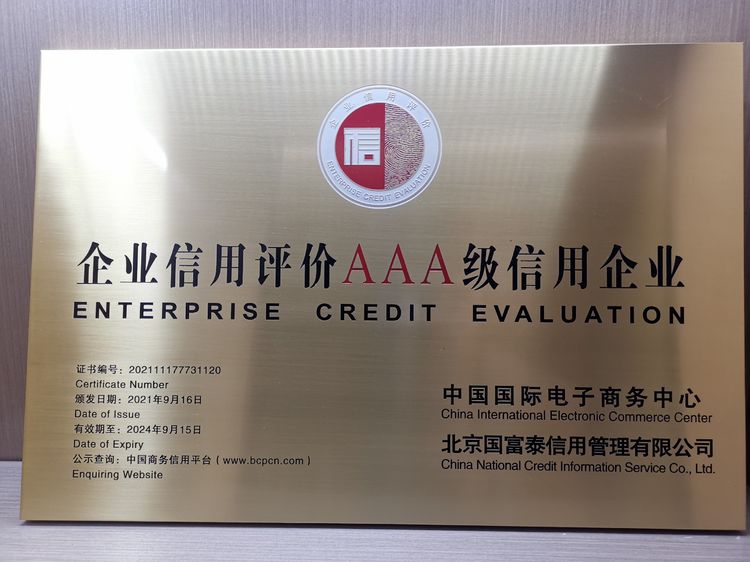 企业信用评价
信
ENTERPRISE CREDIT EVALUATION
企业信用评价AAA级信用企业
ENTERPRISE CREDIT EVALUATION
证书编号：202111177731120
Certificate Number
颁发日期：2021年9月16日
Date of Issue
有效期至：2024年9月15日
Date of Expiry
公示查询：中国商务信用平台（www.bcpcn.com）
Enquiring Website
中国国际电子商务中心
China International Electronic Commerce Center
北京国富泰信用管理有限公司
China National Credit Information Service Co., Ltd.